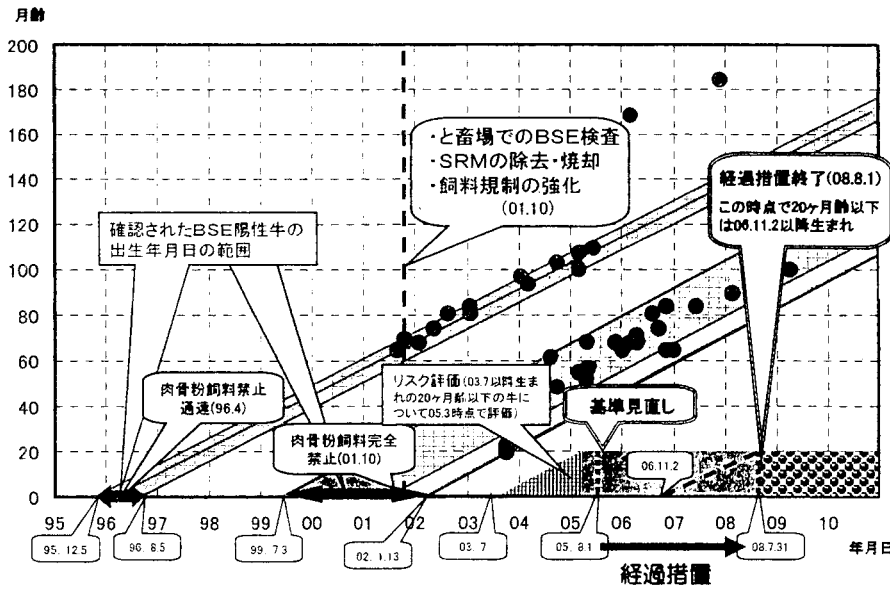 月齢
200
180
160
140
120
100
80
60
40
20
0
・と畜場でのBSE検査
・SRMの除去・焼却
・飼料規制の強化
(01.10)
経過措置終了(08.8.1)
この時点で20ヶ月齢以下
は06.11.2以降生まれ
確認されたBSE陽性牛の
出生年月日の範囲
肉骨粉飼料禁止
通達(96.4)
肉骨粉飼料完全
禁止(01.10)
リスク評価(03.7以降生ま
れの20ヶ月齢以下の牛に
ついて05.3時点で評価)
基準見直し
06.11.2
95 96 97 98 99 00 01 02 03 04 05 06 07 08 09 10
年月日
95.12.5
96.8.5
99.7.3
02.1.13
03.7
05.8.1
08.7.31
経過措置